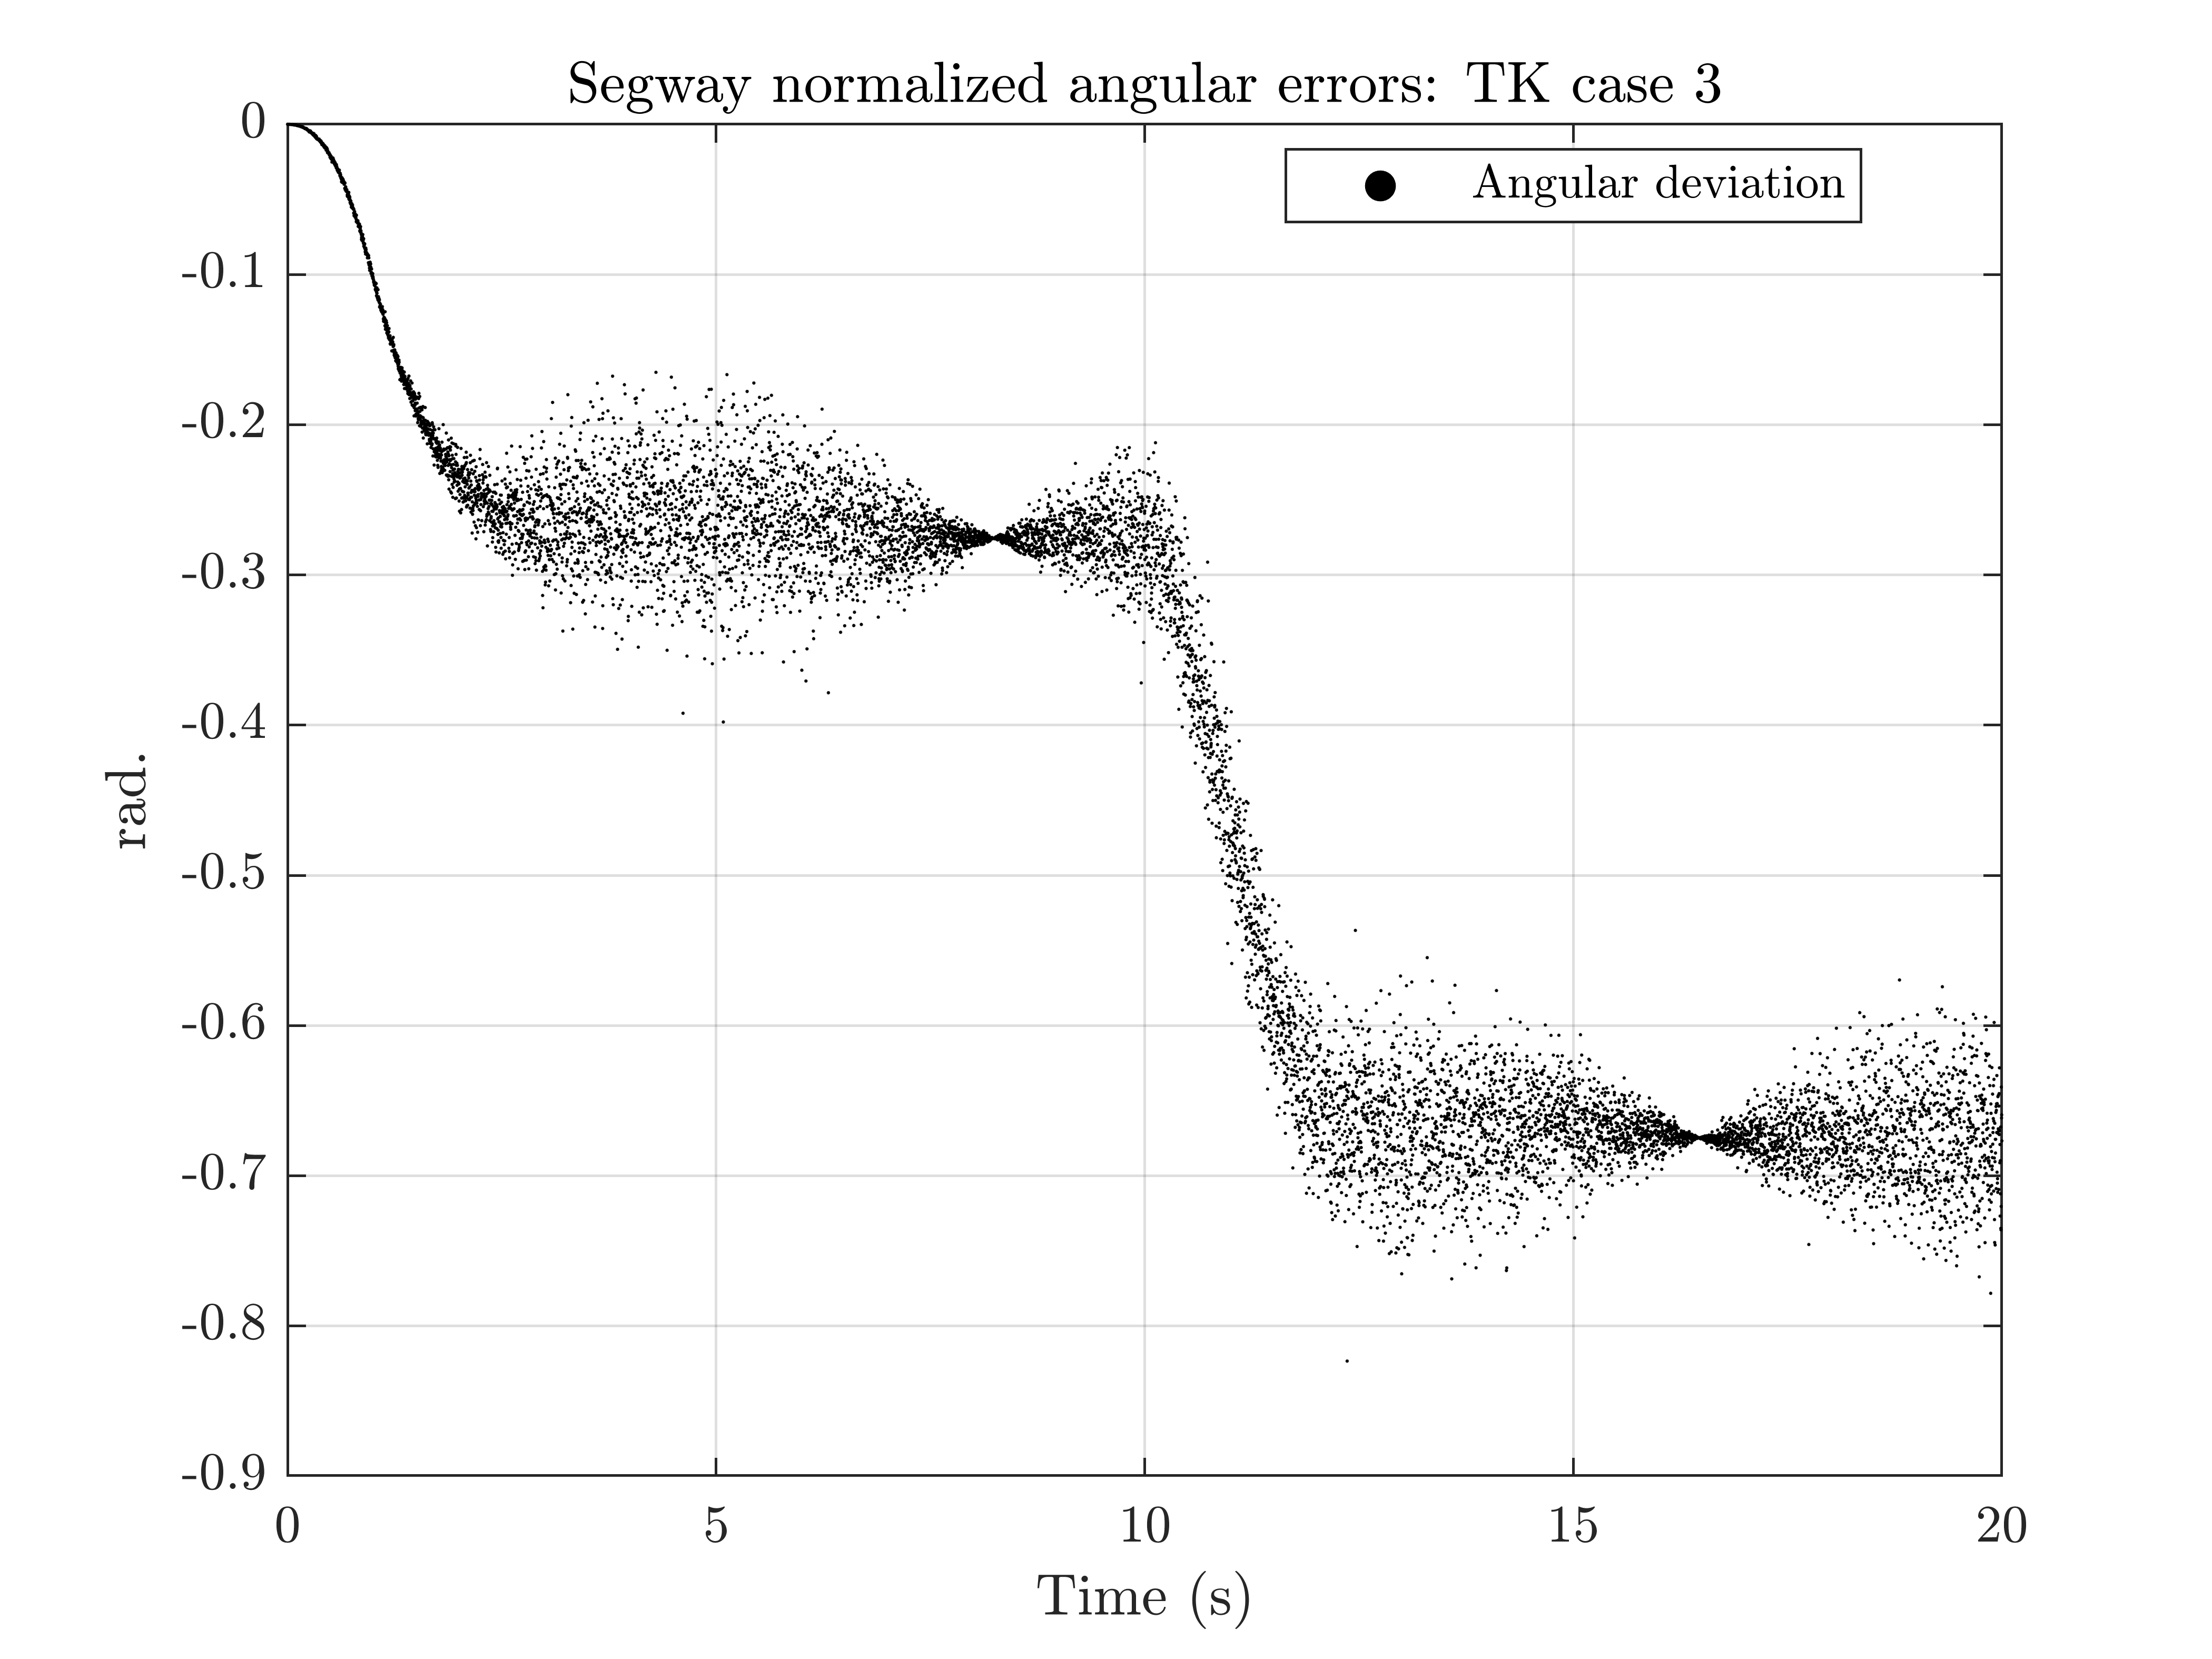 Segway normalized angular errors: TK case 3
Angular deviation
0
-0.1
-0.2
-0.3
-0.4
-0.5
-0.6
-0.7
-0.8
-0.9
rad.
0 5 10 15 20
Time (s)